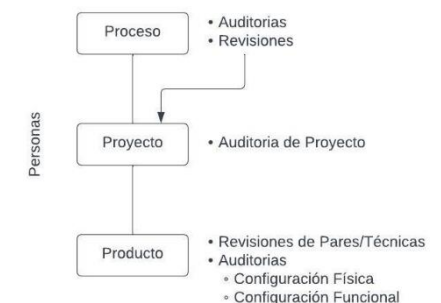 Proceso
• Auditorias
• Revisiones
Personas
Proyecto
• Auditoria de Proyecto
Producto
• Revisiones de Pares/Técnicas
• Auditorias
◦ Configuración Física
◦ Configuración Funcional